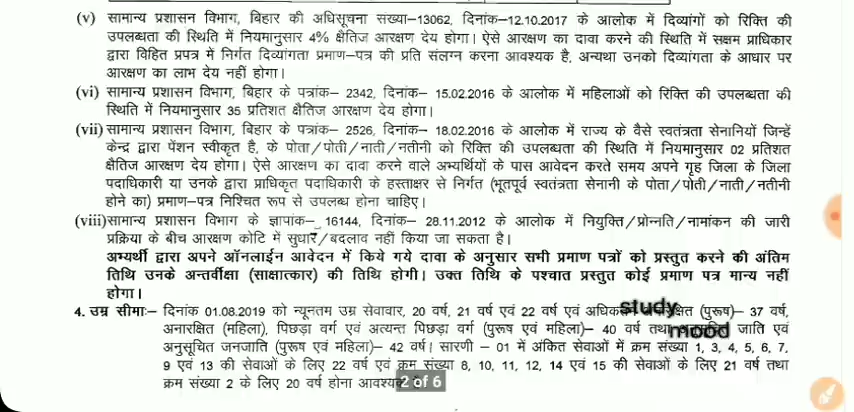 (v) सामान्य प्रशासन विभाग, बिहार की अधिसूचना संख्या–13062, दिनांक–12.10.2017 के आलोक में दिव्यांगों को रिक्ति की
उपलब्धता की स्थिति में नियमानुसार 4% क्षैतिज आरक्षण देय होगा। ऐसे आरक्षण का दावा करने की स्थिति में सक्षम प्राधिकार
द्वारा विहित प्रपत्र में निर्गत दिव्यांगता प्रमाण–पत्र की प्रति संलग्न करना आवश्यक है, अन्यथा उनको दिव्यांगता के आधार पर
आरक्षण का लाभ देय नहीं होगा।
(vi) सामान्य प्रशासन विभाग, बिहार के पत्रांक– 2342, दिनांक– 15.02.2016 के आलोक में महिलाओं को रिक्ति की उपलब्धता की
स्थिति में नियमानुसार 35 प्रतिशत क्षैतिज आरक्षण देय होगा।
(vii) सामान्य प्रशासन विभाग, बिहार के पत्रांक– 2526, दिनांक– 18.02.2016 के आलोक में राज्य के वैसे स्वतंत्रता सेनानियों जिन्हें
केन्द्र द्वारा पेंशन स्वीकृत है, के पोता/पोती/नाती/नतीनी को रिक्ति की उपलब्धता की स्थिति में नियमानुसार 02 प्रतिशत
क्षैतिज आरक्षण देय होगा। ऐसे आरक्षण का दावा करने वाले अभ्यर्थियों के पास आवेदन करते समय अपने गृह जिला के जिला
पदाधिकारी या उनके द्वारा प्राधिकृत पदाधिकारी के हस्ताक्षर से निर्गत (भूतपूर्व स्वतंत्रता सेनानी के पोता/पोती/नाती/नतीनी
होने का) प्रमाण–पत्र निश्चित रूप से उपलब्ध होना चाहिए।
(viii)सामान्य प्रशासन विभाग के ज्ञापांक– 16144, दिनांक– 28.11.2012 के आलोक में नियुक्ति/प्रोन्नति/नामांकन की जारी
प्रक्रिया के बीच आरक्षण कोटि में सुधार/बदलाव नहीं किया जा सकता है।
अभ्यर्थी द्वारा अपने ऑनलाईन आवेदन में किये गये दावा के अनुसार सभी प्रमाण पत्रों को प्रस्तुत करने की अंतिम
तिथि उनके अन्तर्वीक्षा (साक्षात्कार) की तिथि होगी। उक्त तिथि के पश्चात प्रस्तुत कोई प्रमाण पत्र मान्य नहीं
होगा।
4. उम्र सीमा:– दिनांक 01.08.2019 को न्यूनतम उम्र सेवावार, 20 वर्ष, 21 वर्ष एवं 22 वर्ष एवं अधिकतम (पुरूष)– 37 वर्ष,
study
अनारक्षित (महिला), पिछड़ा वर्ग एवं अत्यन्त पिछड़ा वर्ग (पुरूष एवं महिला)– 40 वर्ष तथा जाति एवं
mood
अनुसूचित जनजाति (पुरूष एवं महिला)– 42 वर्ष। सारणी – 01 में अंकित सेवाओं में क्रम संख्या 1, 3, 4, 5, 6, 7,
9 एवं 13 की सेवाओं के लिए 22 वर्ष एवं क्रम संख्या 8, 10, 11, 12, 14 एवं 15 की सेवाओं के लिए 21 वर्ष तथा
क्रम संख्या 2 के लिए 20 वर्ष होना आवश्यक
2 of 6